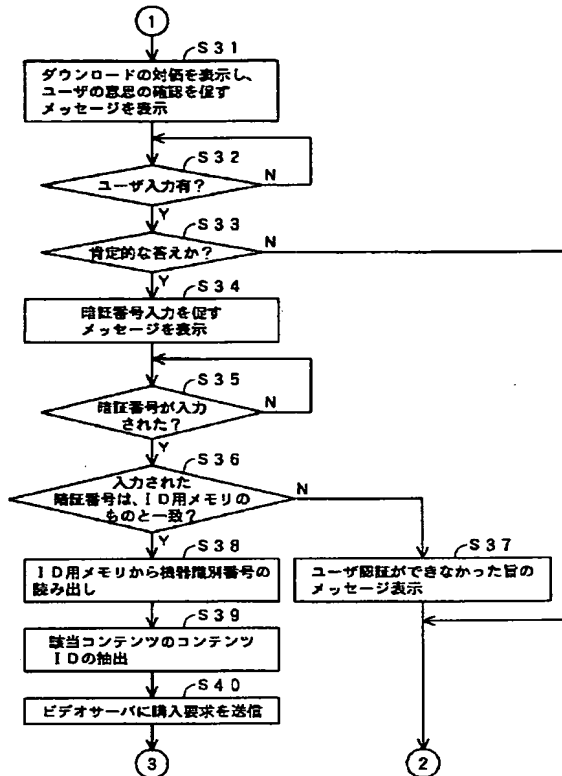 1
S31
ダウンロードの対価を表示し、
ユーザの意思の確認を促す
メッセージを表示
S32
ユーザ入力有?
N
Y
S33
肯定的な答えか?
N
Y
S34
暗証番号入力を促す
メッセージを表示
S35
暗証番号が入力
された?
N
Y
S36
入力された
暗証番号は、ID用メモリの
ものと一致?
N
Y
S38
ID用メモリから機器識別番号の
読み出し
S37
ユーザ認証ができなかった旨の
メッセージ表示
S39
該当コンテンツのコンテンツ
IDの抽出
S40
ビデオサーバに購入要求を送信
3
2